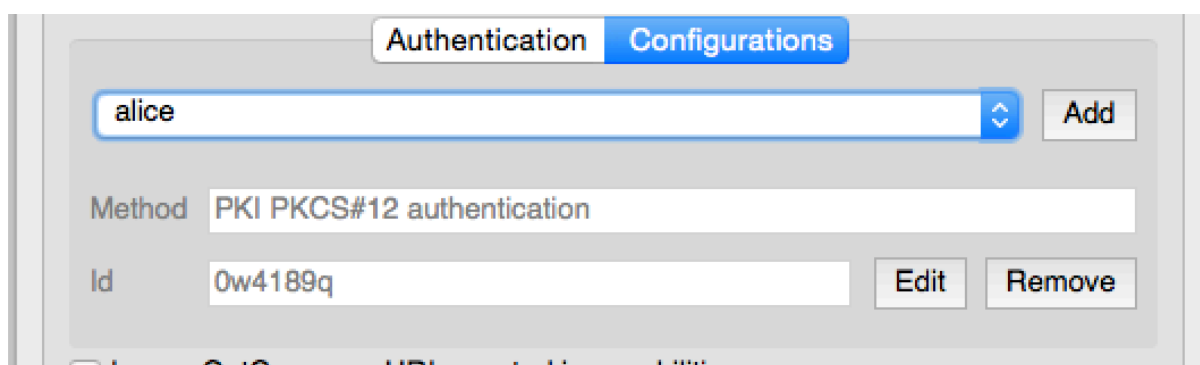 Authentication Configurations
alice Add
Method PKI PKCS#12 authentication
Id 0w4189q Edit Remove